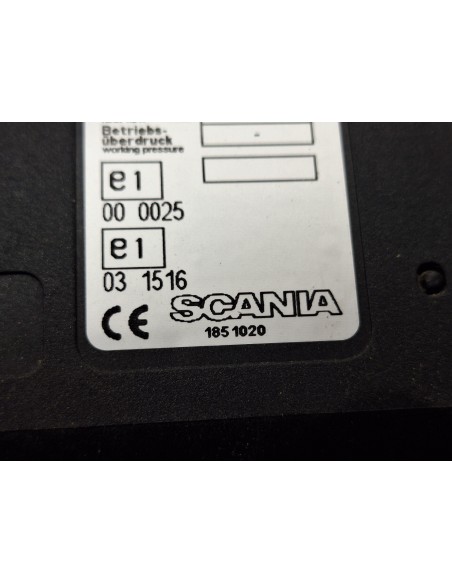 Betriebs-
überdruck -
working pressure
e1
00 0025
e1
03 1516
CE SCANIA
185 1020